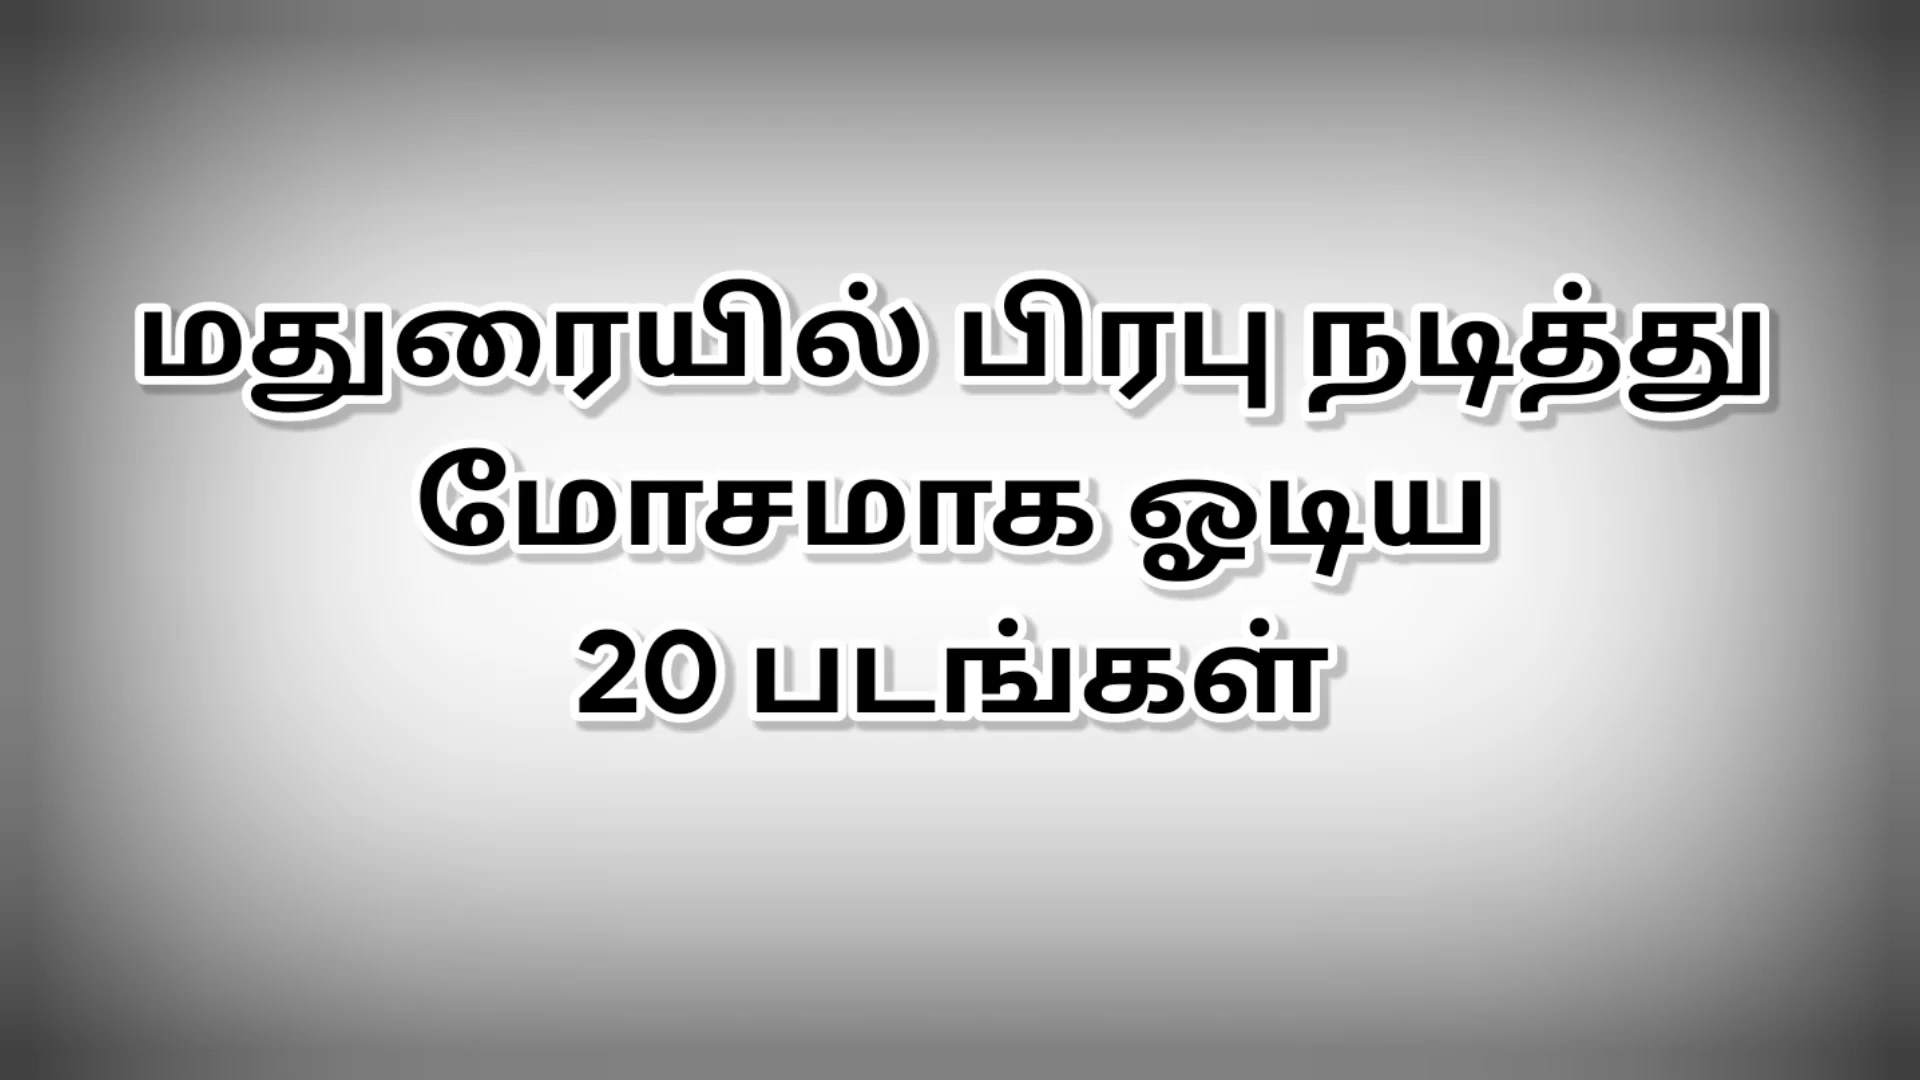 மதுரையில் பிரபு நடித்து
மோசமாக ஓடிய
20 படங்கள்